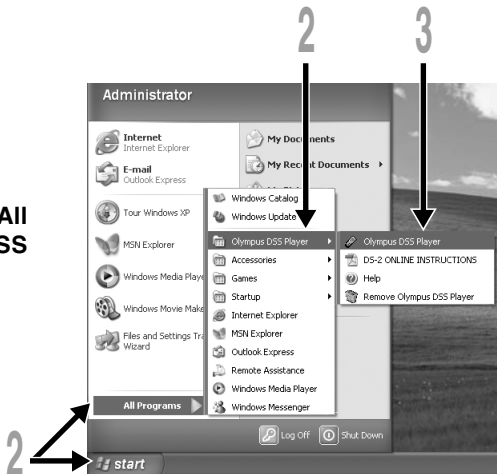 2
3
Administrator
Internet
Internet Explorer
E-mail
Outlook Express
Tour Windows XP
MSN Explorer
Windows Media Playe
Windows Movie Make
Files and Settings Tra
Wizard
All Programs
My Documents
My Recent Documents
Windows Catalog
Windows Update
Olympus DSS Player
Accessories
Games
Startup
Internet Explorer
MSN Explorer
Outlook Express
Remote Assistance
Windows Media Player
Windows Messenger
Olympus DSS Player
DS-2 ONLINE INSTRUCTIONS
Help
Remove Olympus DSS Player
All
SS
Log Off
Shut Down
2
start